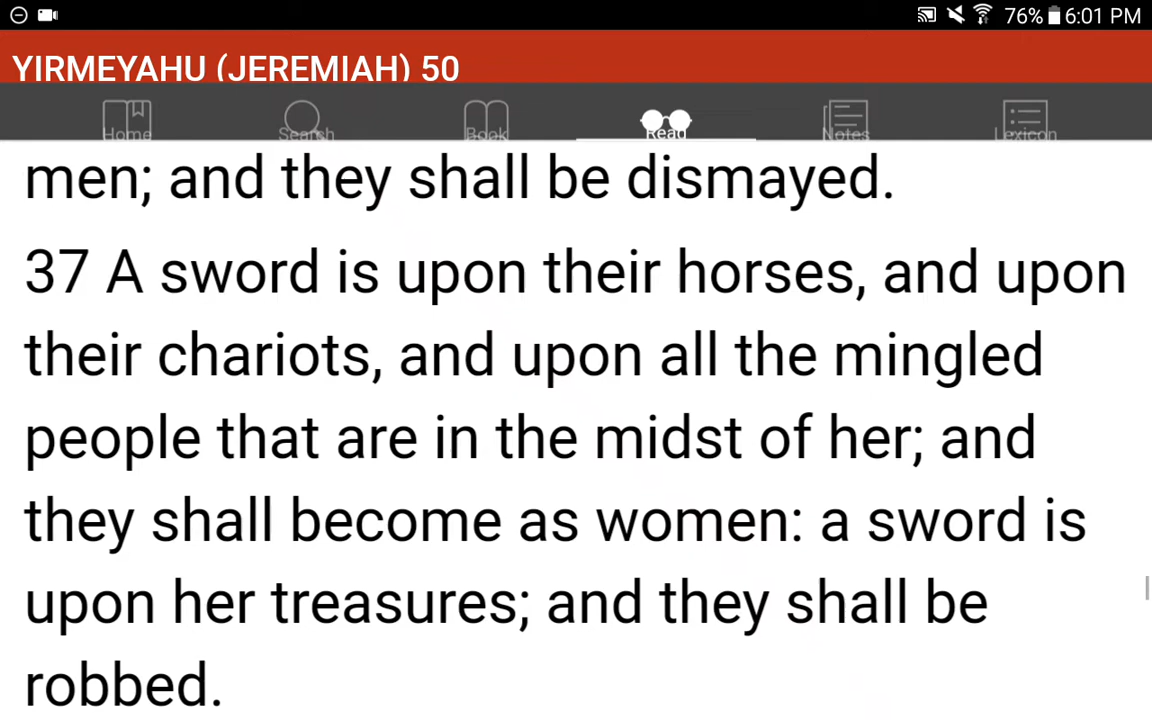 76% 6:01 PM
YIRMEYAHU (JEREMIAH) 50
Home Search Book Read Notes Lexicon
men; and they shall be dismayed.
37 A sword is upon their horses, and upon
their chariots, and upon all the mingled
people that are in the midst of her; and
they shall become as women: a sword is
upon her treasures; and they shall be
robbed.